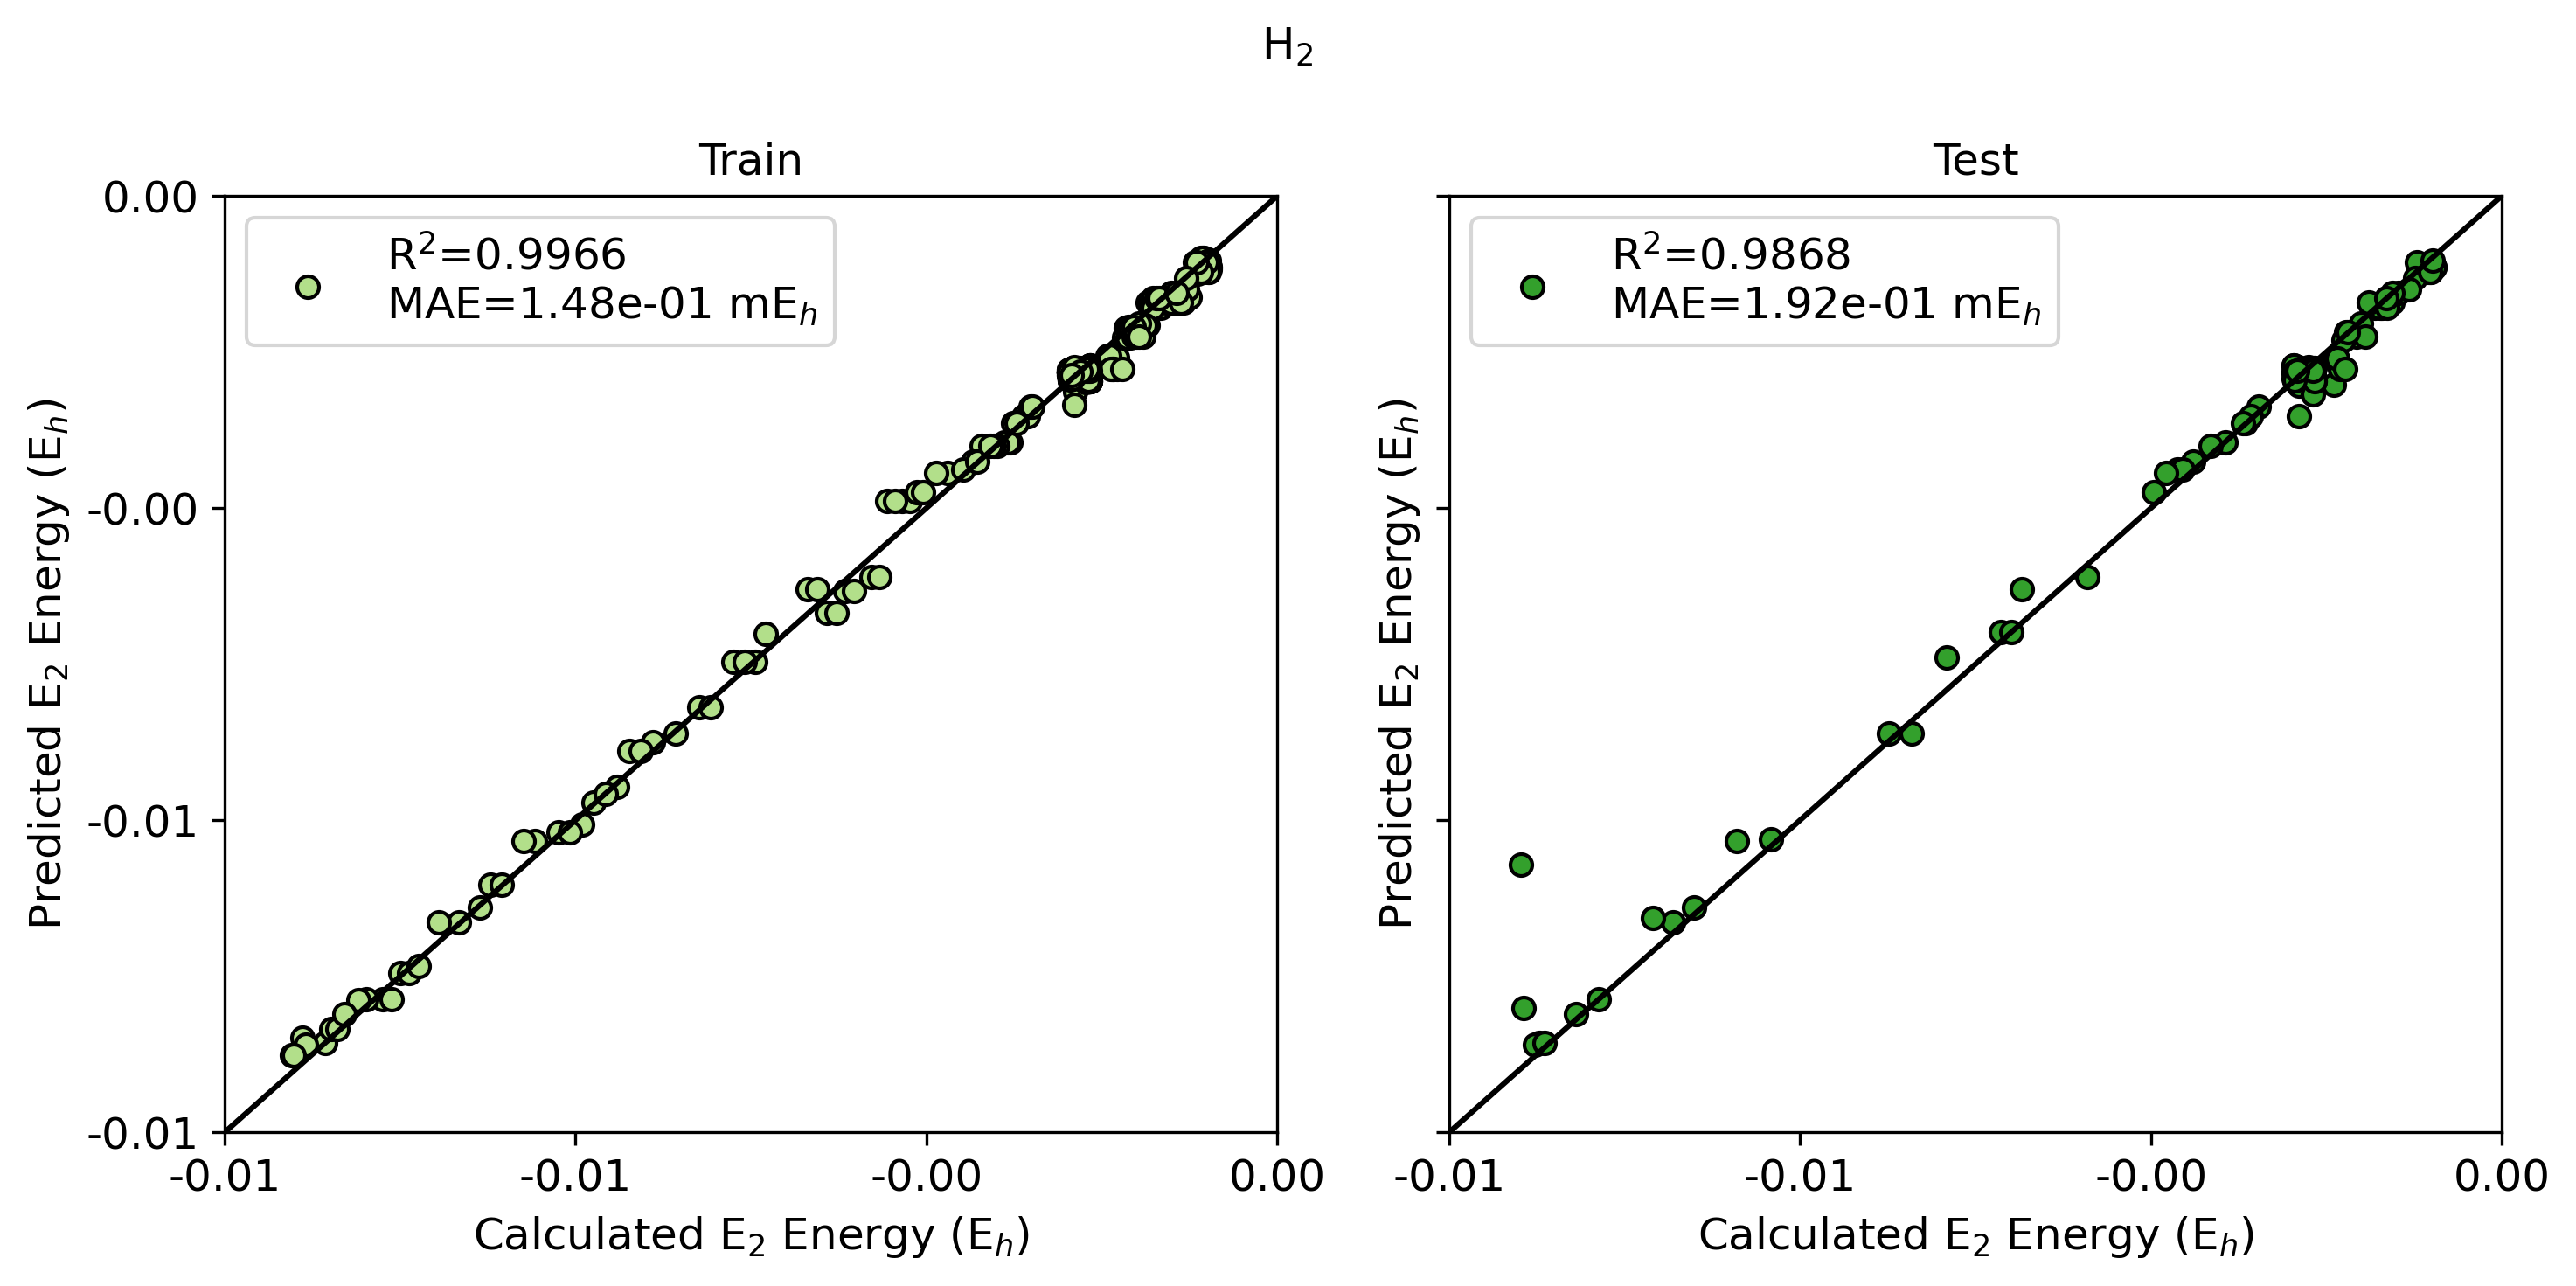 H₂
Train
R²=0.9966
MAE=1.48e-01 mEₕ
0.00
-0.00
-0.01
-0.01
Predicted E₂ Energy (Eₕ)
-0.01
-0.01
-0.00
0.00
Calculated E₂ Energy (Eₕ)
Test
R²=0.9868
MAE=1.92e-01 mEₕ
Predicted E₂ Energy (Eₕ)
-0.01
-0.01
-0.00
0.00
Calculated E₂ Energy (Eₕ)